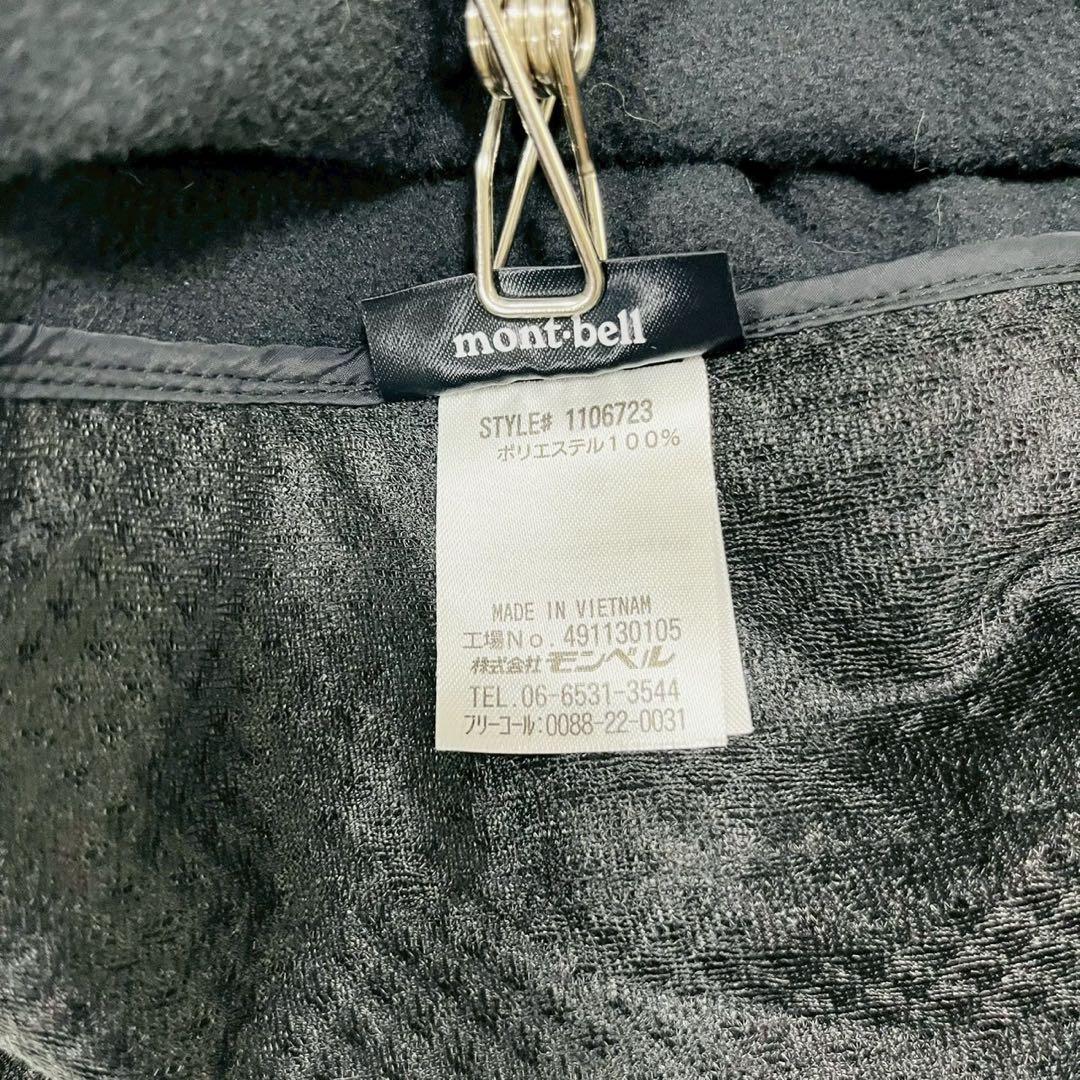 mont-bell
STYLE# 1106723
ポリエステル100%
MADE IN VIETNAM
工場No.491130105
株式会社モンベル
TEL.06-6531-3544
フリーコール:0088-22-0031